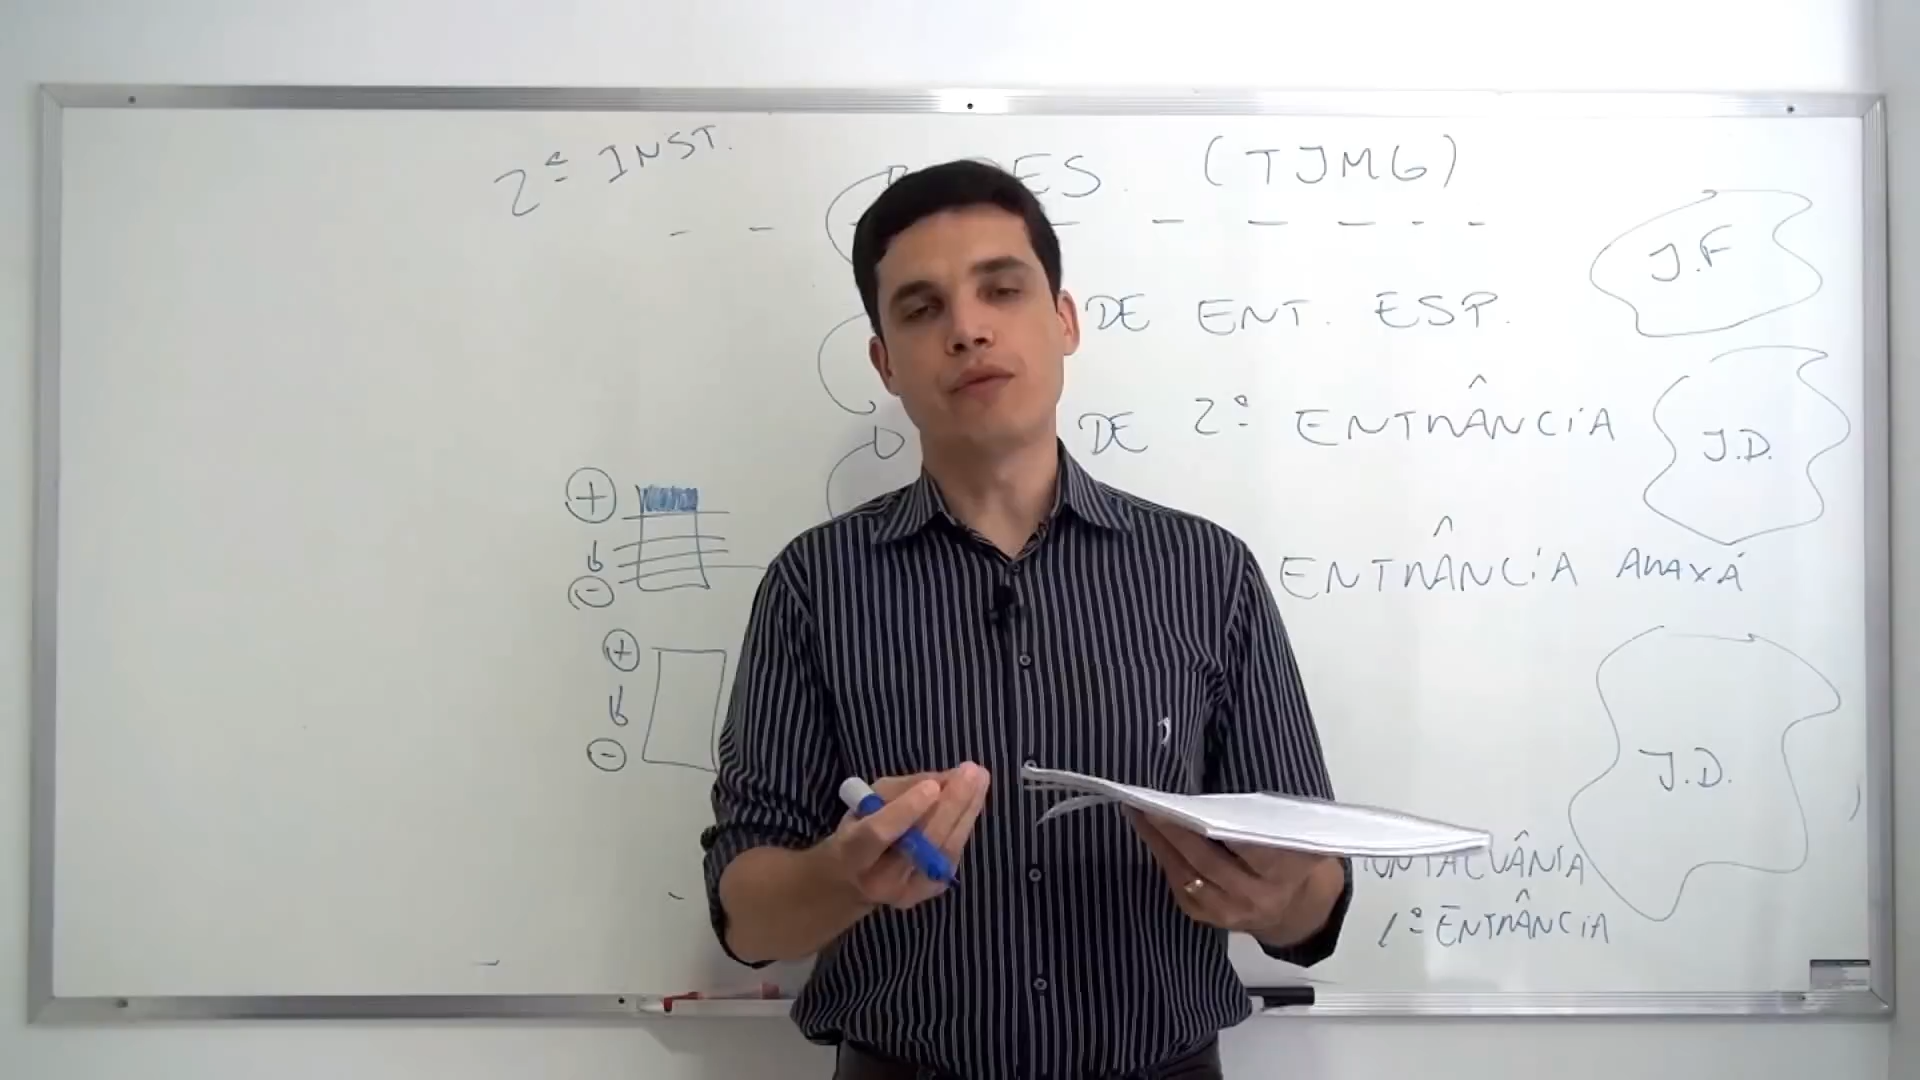 2ª INST.
ES. (TJMG)
J.F
DE ENT. ESP.
DE 2ª ENTRÂNCIA
J.D.
ENTRÂNCIA ARAXÁ
+
-
+
-
J.D.
1ª ENTRÂNCIA